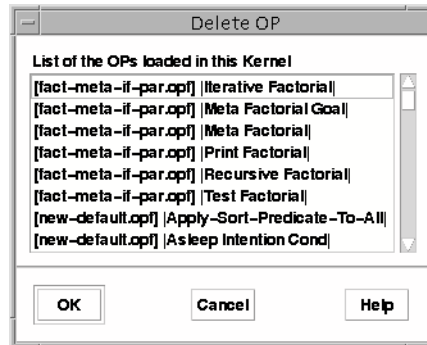 Delete OP
List of the OPs loaded in this Kernel
[fact-meta-if-par.opf] |Iterative Factorial|
[fact-meta-if-par.opf] |Meta Factorial Goal|
[fact-meta-if-par.opf] |Meta Factorial|
[fact-meta-if-par.opf] |Print Factorial|
[fact-meta-if-par.opf] |Recursive Factorial|
[fact-meta-if-par.opf] |Test Factorial|
[new-default.opf] |Apply-Sort-Predicate-To-All|
[new-default.opf] |Asleep Intention Cond|
OK Cancel Help